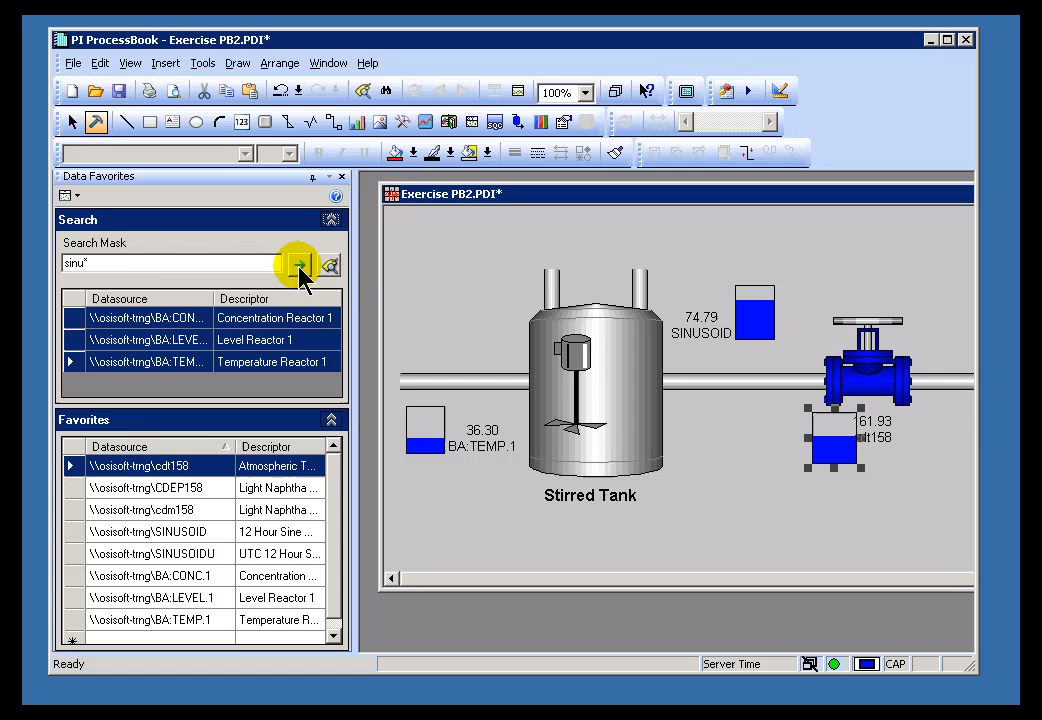 PI ProcessBook - Exercise PB2.PDI*
File Edit View Insert Tools Draw Arrange Window Help
100%
123
SQC
B I U
Data Favorites
Search
Search Mask
sinu*
Datasource Descriptor
\\osisoft-trng\BA:CON... Concentration Reactor 1
\\osisoft-trng\BA:LEVE... Level Reactor 1
\\osisoft-trng\BA:TEM... Temperature Reactor 1
Favorites
Datasource Descriptor
\\osisoft-trng\cdt158 Atmospheric T...
\\osisoft-trng\CDEP158 Light Naphtha ...
\\osisoft-trng\cdm158 Light Naphtha ...
\\osisoft-trng\SINUSOID 12 Hour Sine ...
\\osisoft-trng\SINUSOIDU UTC 12 Hour S...
\\osisoft-trng\BA:CONC.1 Concentration ...
\\osisoft-trng\BA:LEVEL.1 Level Reactor 1
\\osisoft-trng\BA:TEMP.1 Temperature R...
Exercise PB2.PDI*
74.79
SINUSOID
36.30
BA:TEMP.1
61.93
dt158
Stirred Tank
Ready
Server Time
CAP